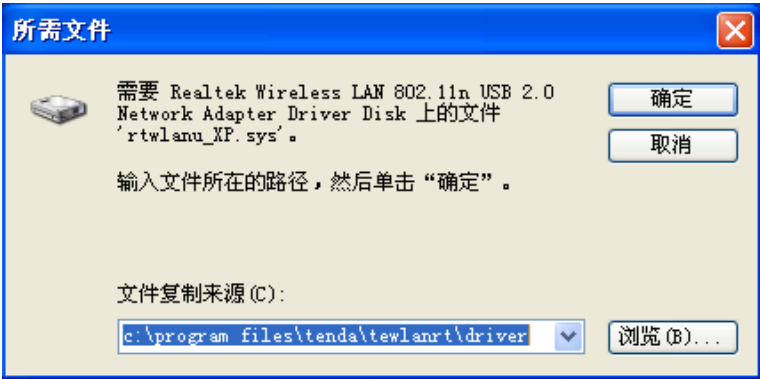 所需文件
需要 Realtek Wireless LAN 802.11n USB 2.0
Network Adapter Driver Disk 上的文件
'rtwlanu_XP.sys'。
确定
取消
输入文件所在的路径，然后单击“确定”。
文件复制来源(C):
c:\program files\tenda\tewlanrt\driver
浏览(B)...